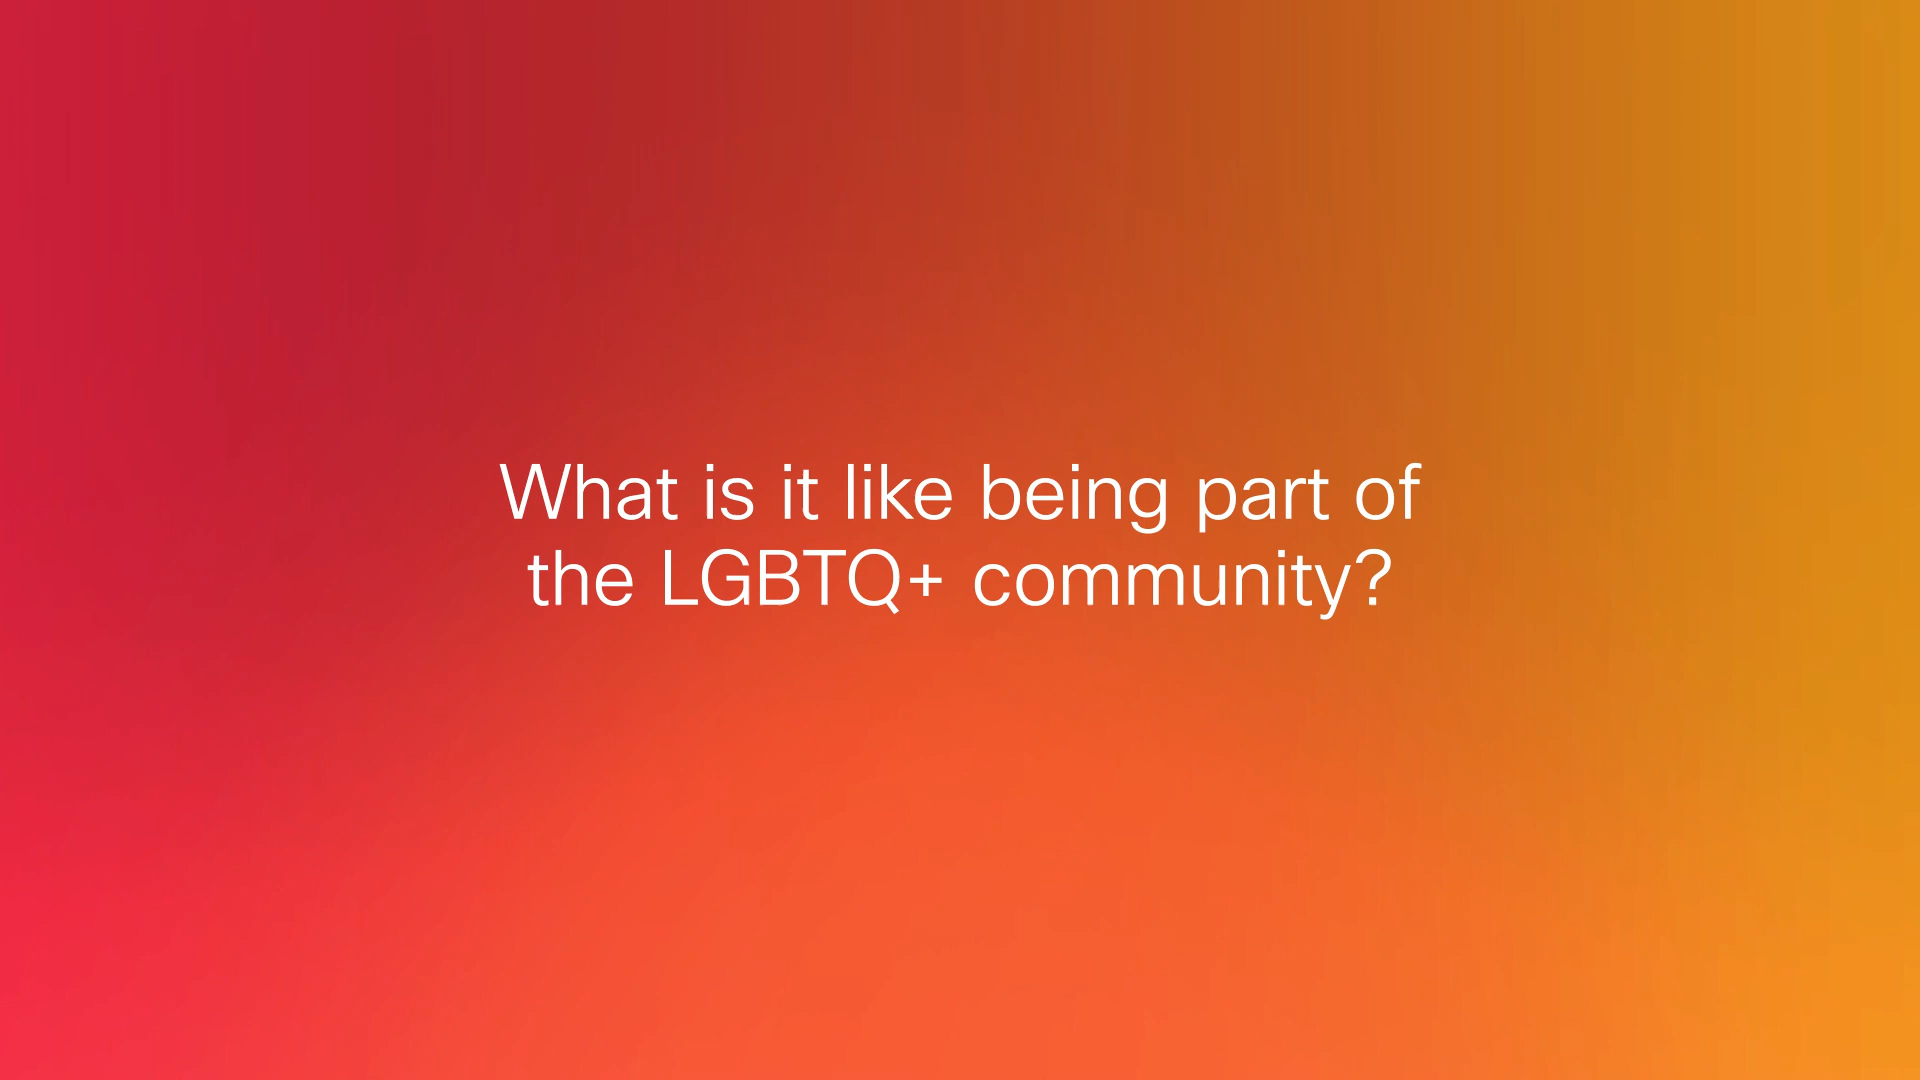 What is it like being part of
the LGBTQ+ community?